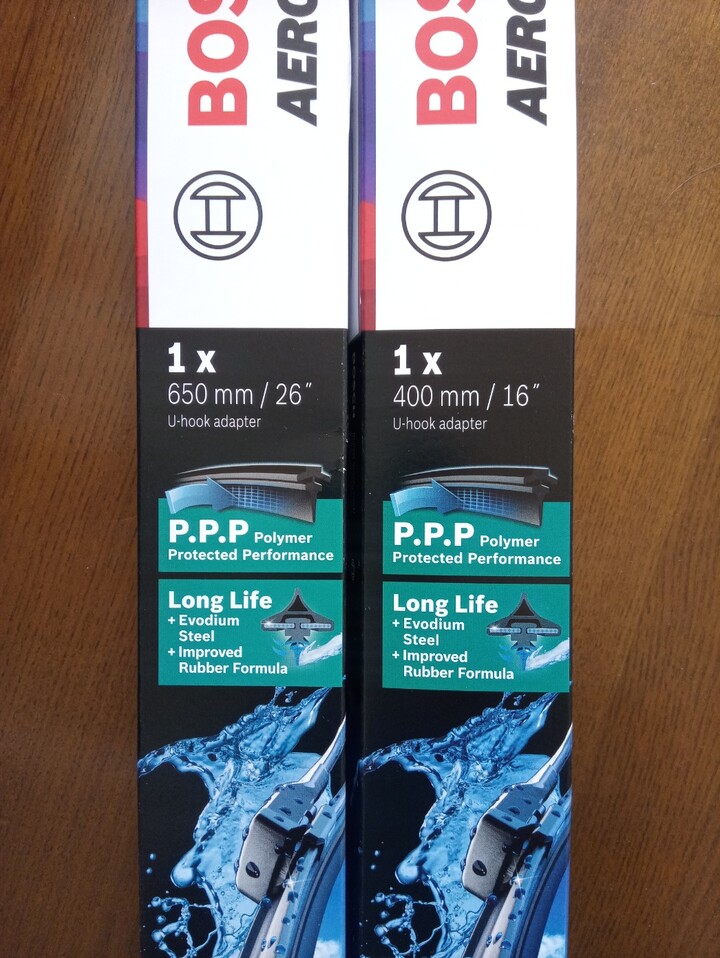 BOS
AERO
1 x
650 mm / 26″
U-hook adapter
P.P.P Polymer
Protected Performance
Long Life
+ Evodium
Steel
+ Improved
Rubber Formula
BOS
AERO
1 x
400 mm / 16″
U-hook adapter
P.P.P Polymer
Protected Performance
Long Life
+ Evodium
Steel
+ Improved
Rubber Formula